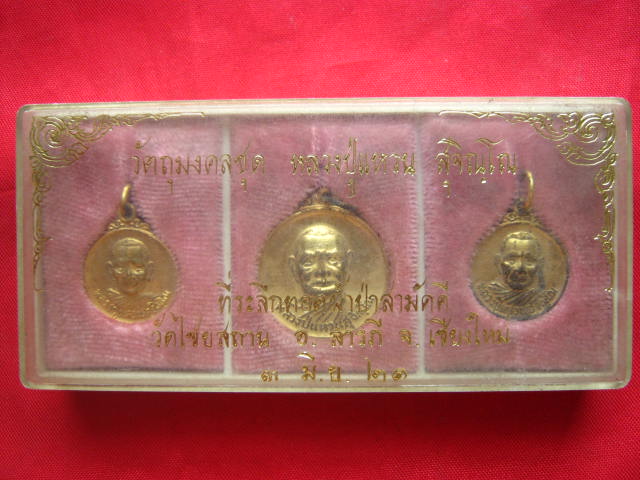 วัตถุมงคลชุด หลวงปู่แหวน สุจิณฺโณ
ที่ระลึกทอดผ้าป่าสามัคคี
วัดไชยสถาน อ. สารภี จ. เชียงใหม่
๓ มิ.ย. ๒๑